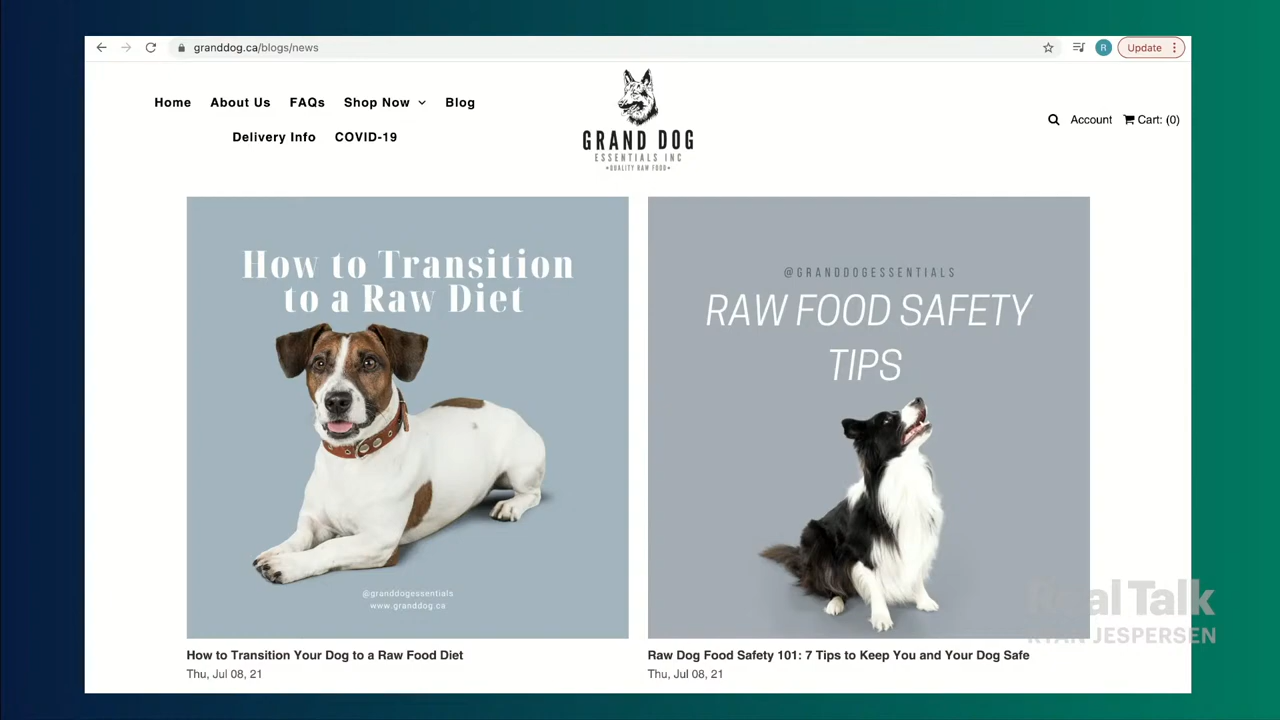 granddog.ca/blogs/news
R
Update
Home About Us FAQs Shop Now Blog
Delivery Info COVID-19
GRAND DOG
ESSENTIALS INC
•QUALITY RAW FOOD•
Account Cart: (0)
How to Transition
to a Raw Diet
@granddogessentials
www.granddog.ca
@GRANDDOGESSENTIALS
RAW FOOD SAFETY
TIPS
How to Transition Your Dog to a Raw Food Diet
Thu, Jul 08, 21
Raw Dog Food Safety 101: 7 Tips to Keep You and Your Dog Safe
Thu, Jul 08, 21
Real Talk
RYAN JESPERSEN